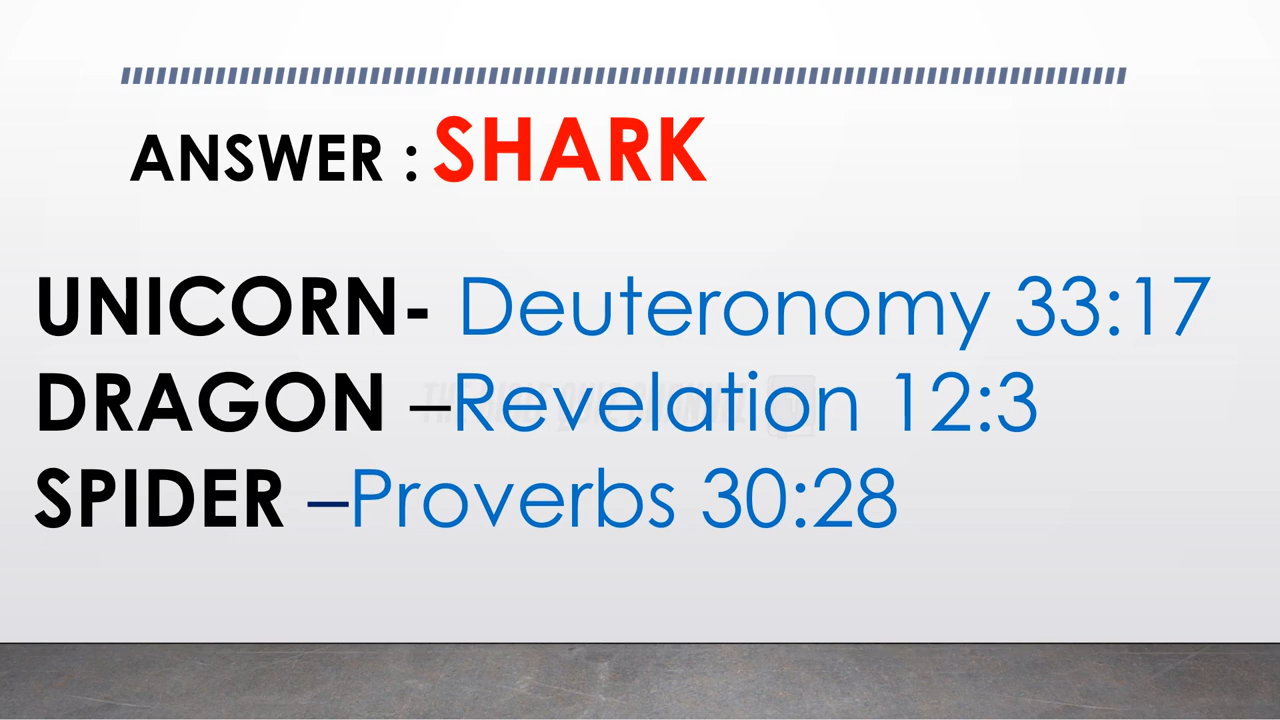 ANSWER : SHARK
UNICORN- Deuteronomy 33:17
DRAGON –Revelation 12:3
SPIDER –Proverbs 30:28